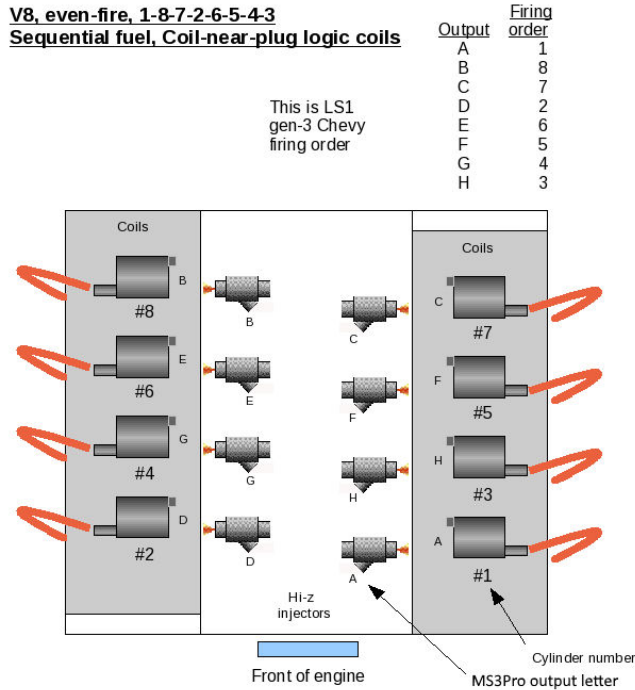 V8, even-fire, 1-8-7-2-6-5-4-3
Sequential fuel, Coil-near-plug logic coils
Firing
Output order
A 1
B 8
C 7
D 2
E 6
F 5
G 4
H 3
This is LS1
gen-3 Chevy
firing order
Coils
Coils
B
#8
B
C
C
#7
E
#6
E
F
F
#5
G
#4
G
H
H
#3
D
#2
D
A
A
#1
Hi-z
injectors
Front of engine
Cylinder number
MS3Pro output letter